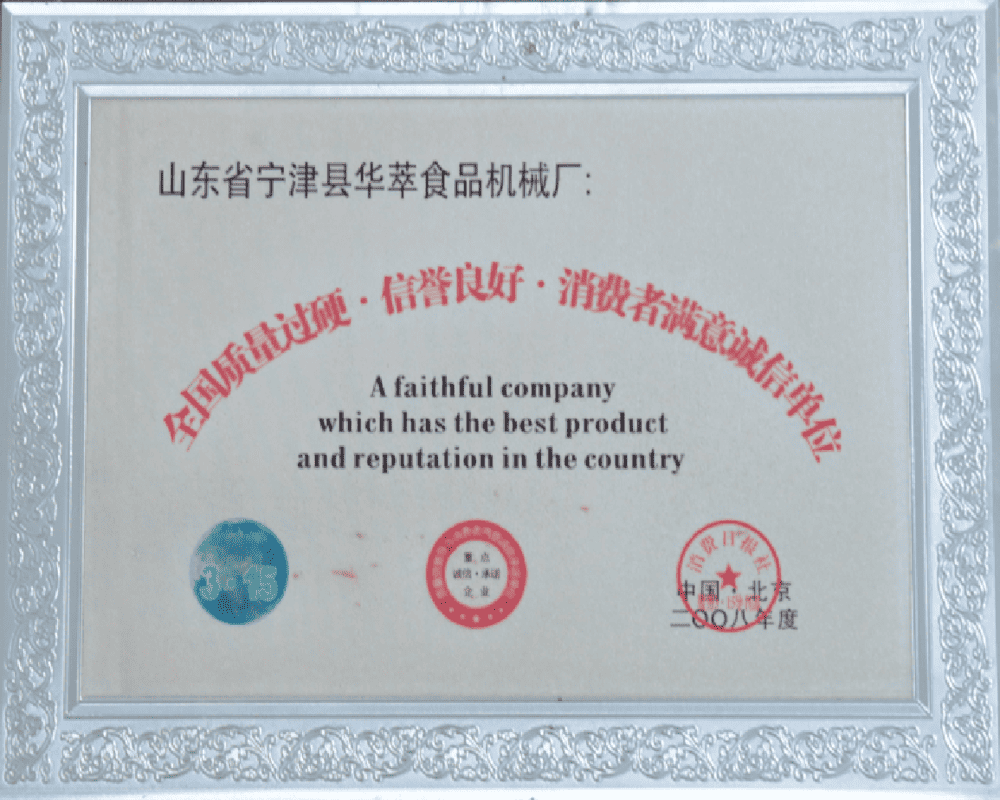 山东省宁津县华萃食品机械厂:
全国质量过硬·信誉良好·消费者满意诚信单位
A faithful company
which has the best product
and reputation in the country
3·15
重点
诚信·承诺
企业
消费日报社
中国·北京
二〇〇八年度